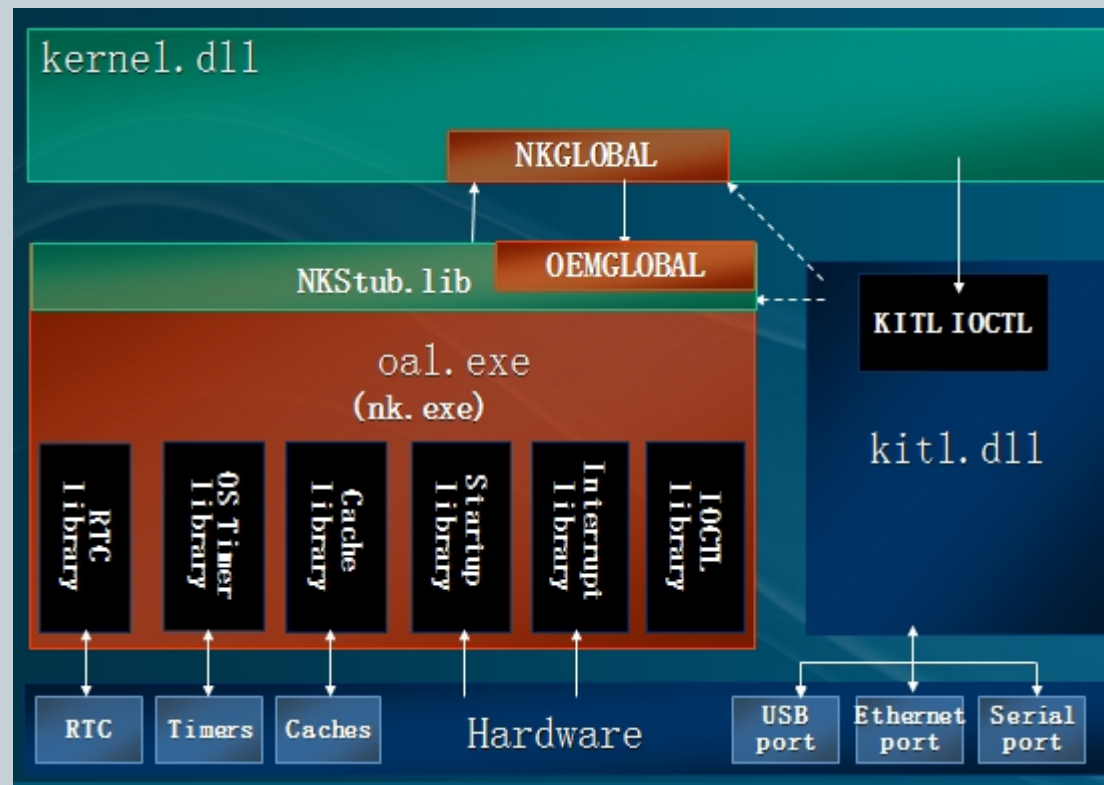 kernel.dll
NKGLOBAL
OEMGLOBAL
NKStub.lib
KITL IOCTL
oal.exe
(nk.exe)
kitl.dll
RTC
library
OS Timer
library
Cache
library
Startup
library
Interrupt
library
IOCTL
library
RTC
Timers
Caches
Hardware
USB
port
Ethernet
port
Serial
port